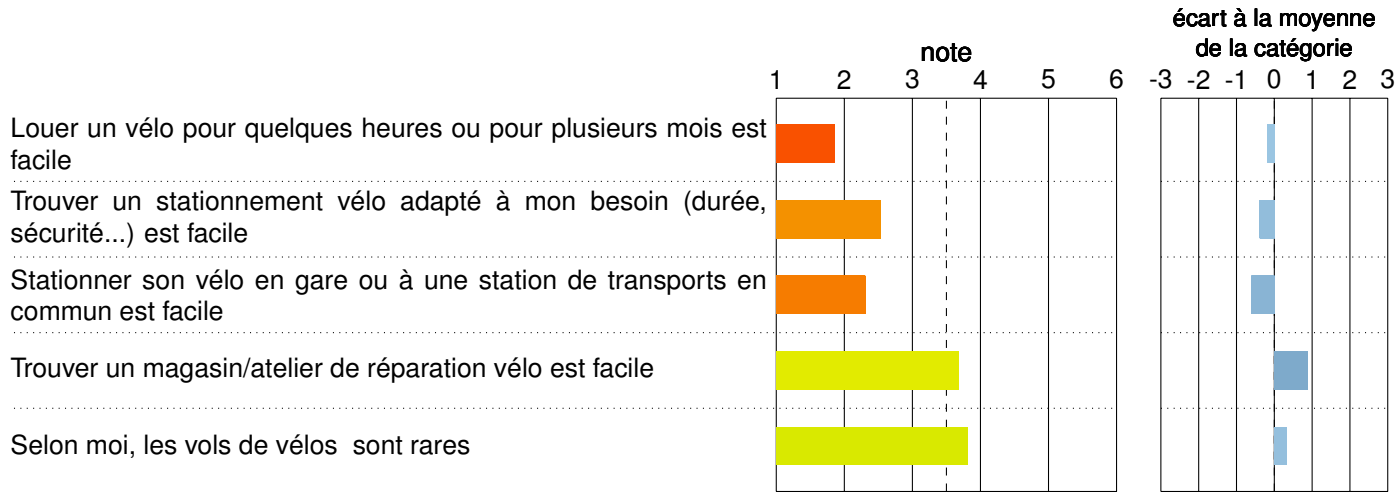 écart à la moyenne
note de la catégorie
1 2 3 4 5 6 -3 -2 -1 0 1 2 3
Louer un vélo pour quelques heures ou pour plusieurs mois est
facile
Trouver un stationnement vélo adapté à mon besoin (durée,
sécurité...) est facile
Stationner son vélo en gare ou à une station de transports en
commun est facile
Trouver un magasin/atelier de réparation vélo est facile
Selon moi, les vols de vélos sont rares